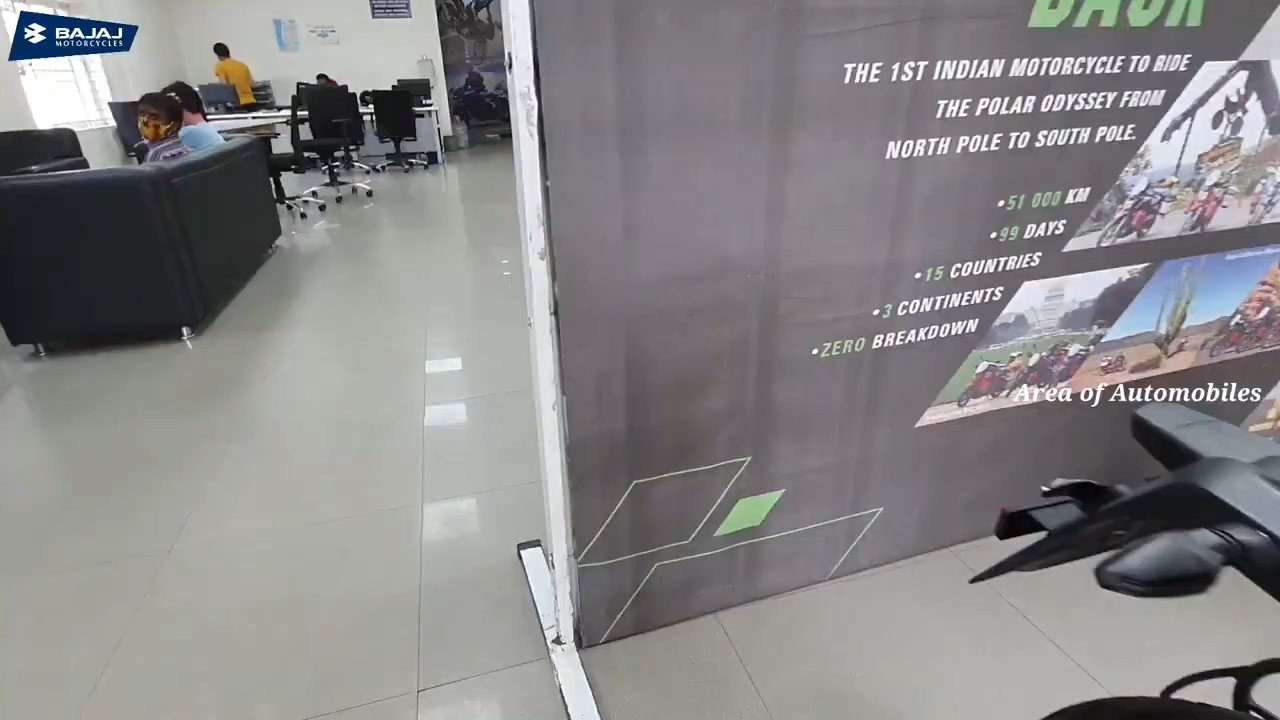 BAJAJ
MOTORCYCLES
BACK
THE 1ST INDIAN MOTORCYCLE TO RIDE
THE POLAR ODYSSEY FROM
NORTH POLE TO SOUTH POLE.
•51 000 KM
•99 DAYS
•15 COUNTRIES
•3 CONTINENTS
•ZERO BREAKDOWN
Area of Automobiles